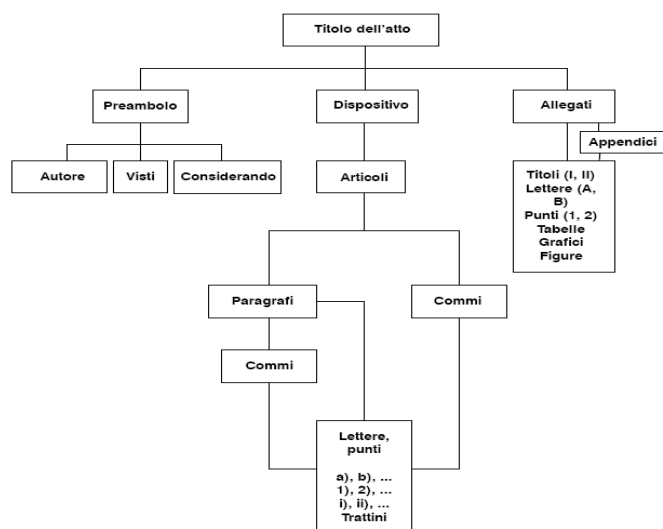 Titolo dell'atto
Preambolo
Dispositivo
Allegati
Appendici
Autore
Visti
Considerando
Articoli
Titoli (I, II)
Lettere (A,
B)
Punti (1, 2)
Tabelle
Grafici
Figure
Paragrafi
Commi
Commi
Lettere,
punti
a), b), ...
1), 2), ...
i), ii), ...
Trattini